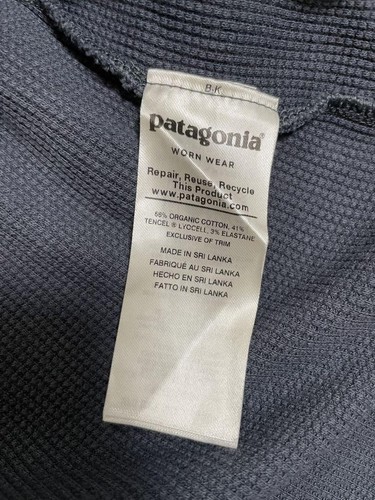 B.K.
patagonia®
WORN WEAR
Repair, Reuse, Recycle
This Product
www.patagonia.com
56% ORGANIC COTTON, 41%
TENCEL ® LYOCELL, 3% ELASTANE
EXCLUSIVE OF TRIM
MADE IN SRI LANKA
FABRIQUÉ AU SRI LANKA
HECHO EN SRI LANKA
FATTO IN SRI LANKA